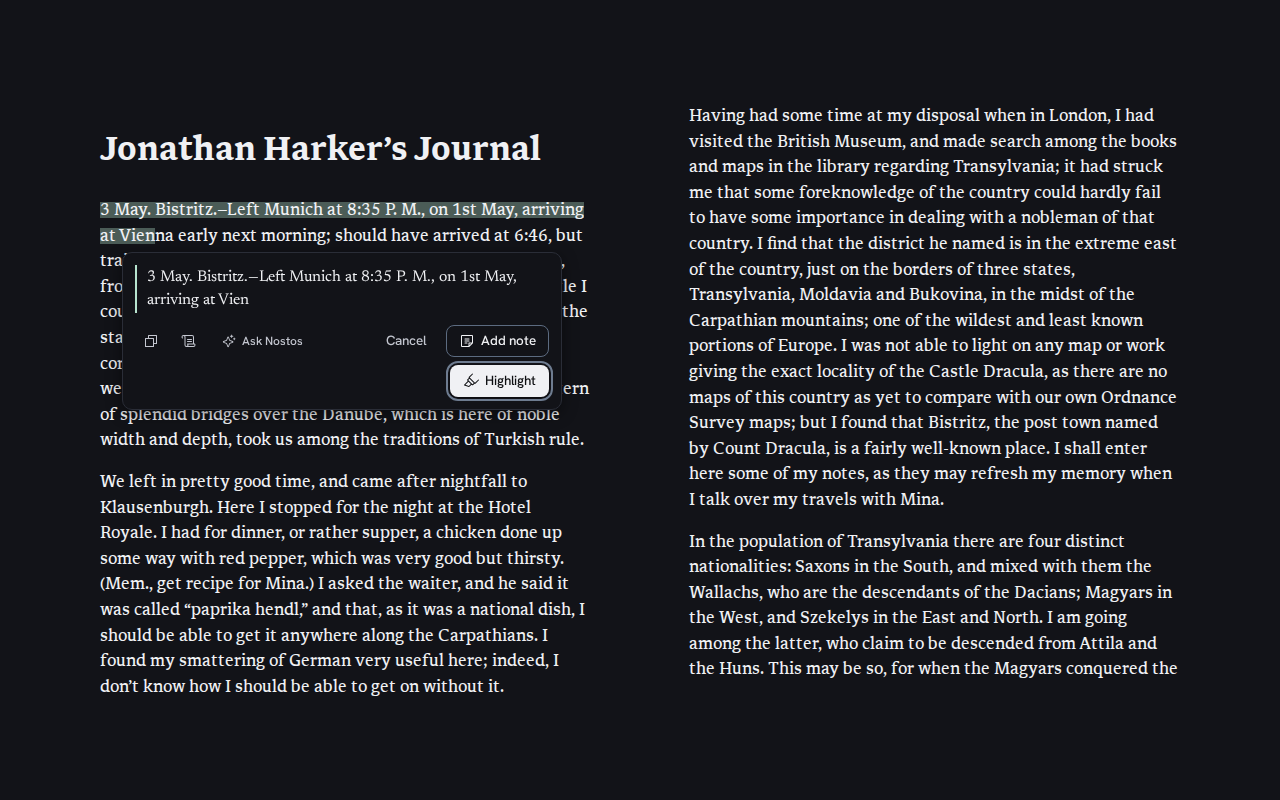 Jonathan Harker’s Journal
3 May. Bistritz.—Left Munich at 8:35 P. M., on 1st May, arriving
at Vienna early next morning; should have arrived at 6:46, but
tra
fro
le I
cou
the
sta
cor
we
ern
3 May. Bistritz.—Left Munich at 8:35 P. M., on 1st May,
arriving at Vien
Ask Nostos
Cancel
Add note
Highlight
of splendid bridges over the Danube, which is here of noble
width and depth, took us among the traditions of Turkish rule.
We left in pretty good time, and came after nightfall to
Klausenburgh. Here I stopped for the night at the Hotel
Royale. I had for dinner, or rather supper, a chicken done up
some way with red pepper, which was very good but thirsty.
(Mem., get recipe for Mina.) I asked the waiter, and he said it
was called “paprika hendl,” and that, as it was a national dish, I
should be able to get it anywhere along the Carpathians. I
found my smattering of German very useful here; indeed, I
don’t know how I should be able to get on without it.
Having had some time at my disposal when in London, I had
visited the British Museum, and made search among the books
and maps in the library regarding Transylvania; it had struck
me that some foreknowledge of the country could hardly fail
to have some importance in dealing with a nobleman of that
country. I find that the district he named is in the extreme east
of the country, just on the borders of three states,
Transylvania, Moldavia and Bukovina, in the midst of the
Carpathian mountains; one of the wildest and least known
portions of Europe. I was not able to light on any map or work
giving the exact locality of the Castle Dracula, as there are no
maps of this country as yet to compare with our own Ordnance
Survey maps; but I found that Bistritz, the post town named
by Count Dracula, is a fairly well-known place. I shall enter
here some of my notes, as they may refresh my memory when
I talk over my travels with Mina.
In the population of Transylvania there are four distinct
nationalities: Saxons in the South, and mixed with them the
Wallachs, who are the descendants of the Dacians; Magyars in
the West, and Szekelys in the East and North. I am going
among the latter, who claim to be descended from Attila and
the Huns. This may be so, for when the Magyars conquered the